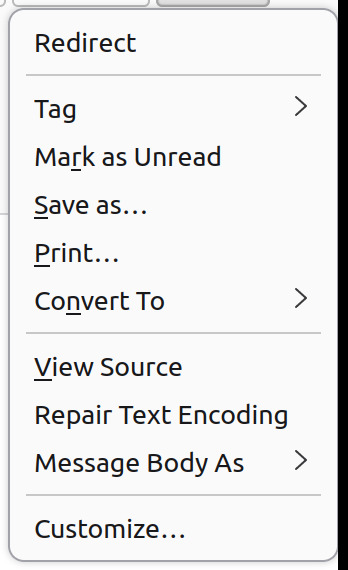 Redirect
Tag
Mark as Unread
Save as...
Print...
Convert To
View Source
Repair Text Encoding
Message Body As
Customize...